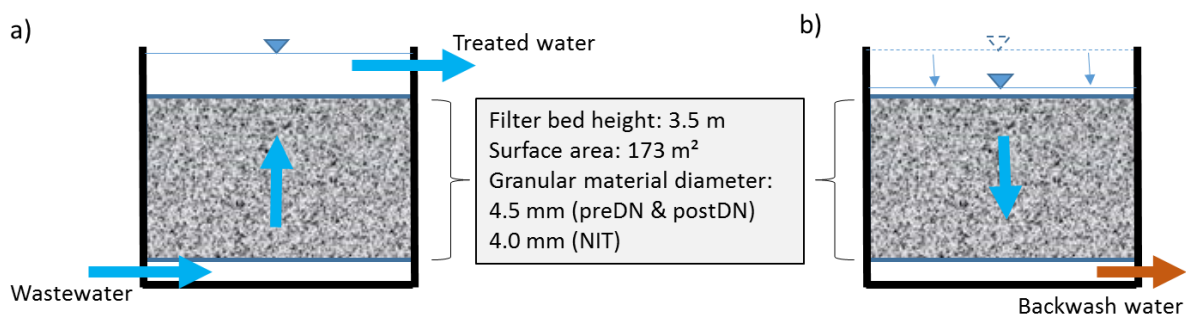 a)
Treated water
b)
Filter bed height: 3.5 m
Surface area: 173 m²
Granular material diameter:
4.5 mm (preDN & postDN)
4.0 mm (NIT)
Wastewater
Backwash water